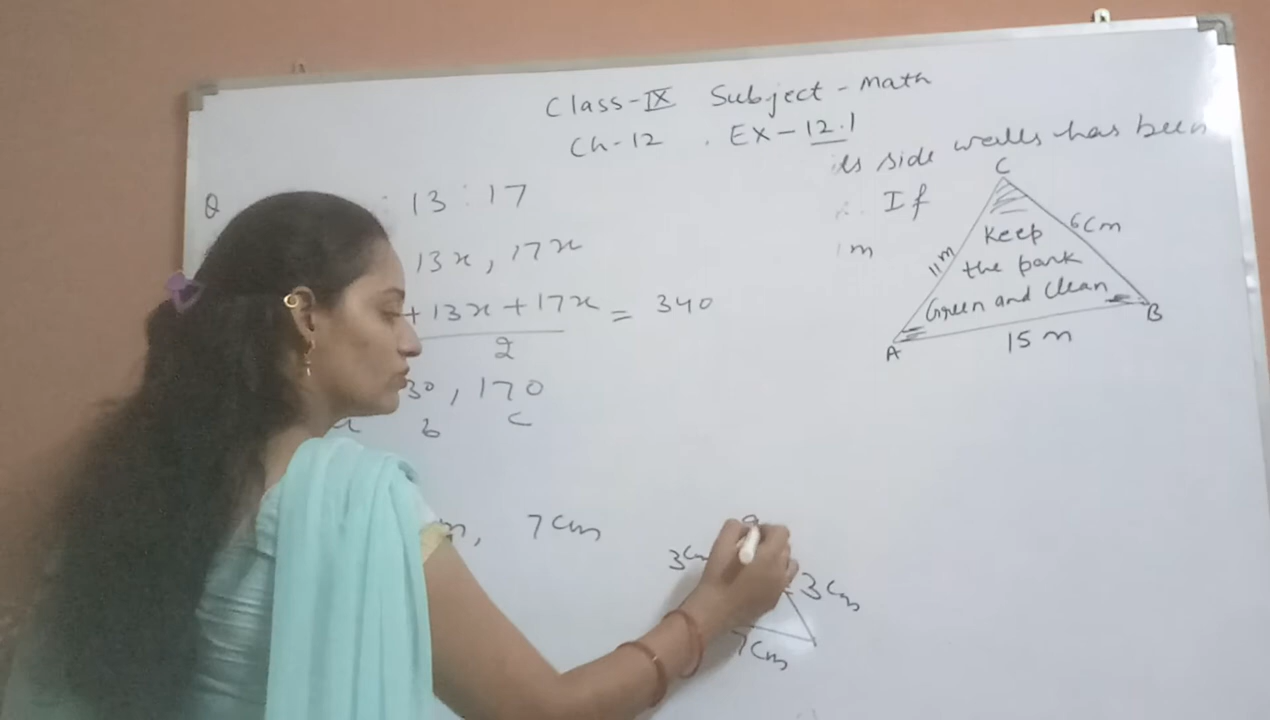 Class-IX Subject - Math
Ch-12 . EX-12.1
its side walls has been
If
m
Q : 13 : 17
13x, 17x
+ 13x + 17x = 340
2
30, 170
a b c
7cm
C
11m
6cm
Keep
the park
Green and Clean
A
15 m
B
3cm
3cm
7cm